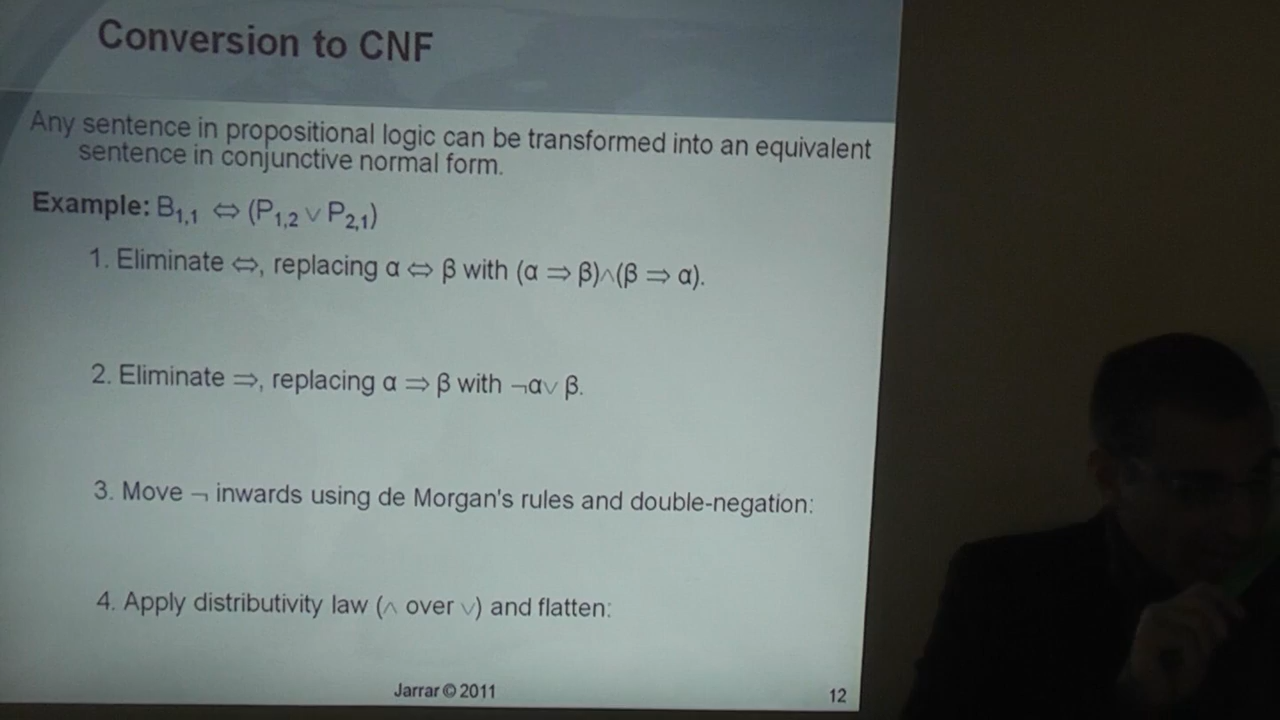 Conversion to CNF
Any sentence in propositional logic can be transformed into an equivalent
sentence in conjunctive normal form.
Example: B₁,₁ ⇔ (P₁,₂ ∨ P₂,₁)
1. Eliminate ⇔, replacing α ⇔ β with (α ⇒ β)∧(β ⇒ α).
2. Eliminate ⇒, replacing α ⇒ β with ¬α∨ β.
3. Move ¬ inwards using de Morgan's rules and double-negation:
4. Apply distributivity law (∧ over ∨) and flatten:
Jarrar © 2011
12